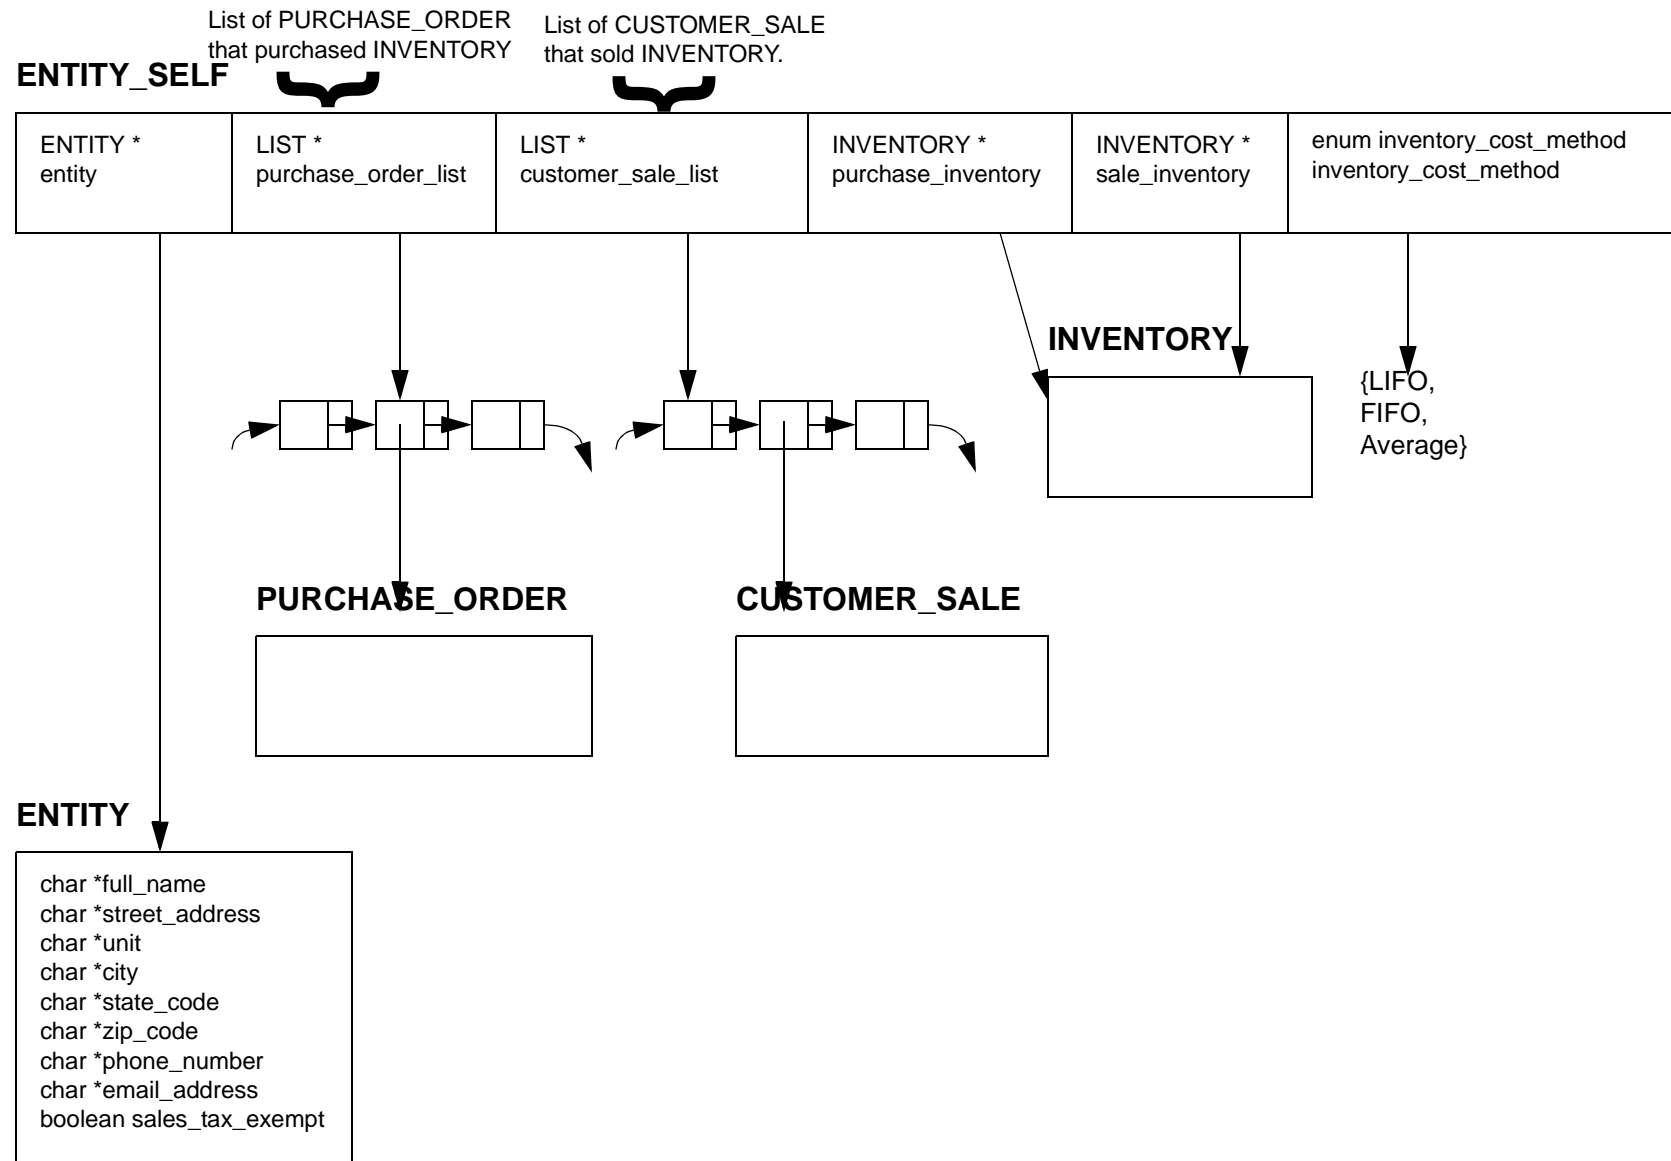 List of PURCHASE_ORDER
that purchased INVENTORY
List of CUSTOMER_SALE
that sold INVENTORY.
ENTITY_SELF
ENTITY *
entity
LIST *
purchase_order_list
LIST *
customer_sale_list
INVENTORY *
purchase_inventory
INVENTORY *
sale_inventory
enum inventory_cost_method
inventory_cost_method
INVENTORY
{LIFO,
FIFO,
Average}
PURCHASE_ORDER
CUSTOMER_SALE
ENTITY
char *full_name
char *street_address
char *unit
char *city
char *state_code
char *zip_code
char *phone_number
char *email_address
boolean sales_tax_exempt